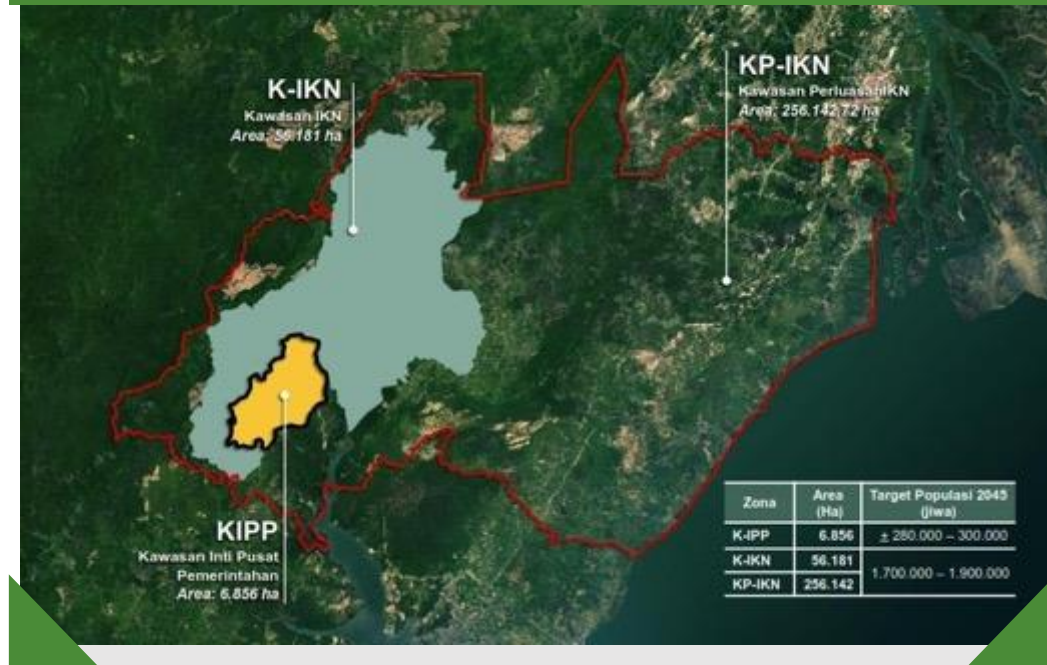 K-IKN
Kawasan IKN
Area: 56.181 ha
KP-IKN
Kawasan Perluasan IKN
Area: 256.142,72 ha
KIPP
Kawasan Inti Pusat
Pemerintahan
Area: 6.856 ha
Zona Area (Ha) Target Populasi 2045 (jiwa)
K-IPP 6.856 ± 280.000 – 300.000
K-IKN 56.181 1.700.000 – 1.900.000
KP-IKN 256.142